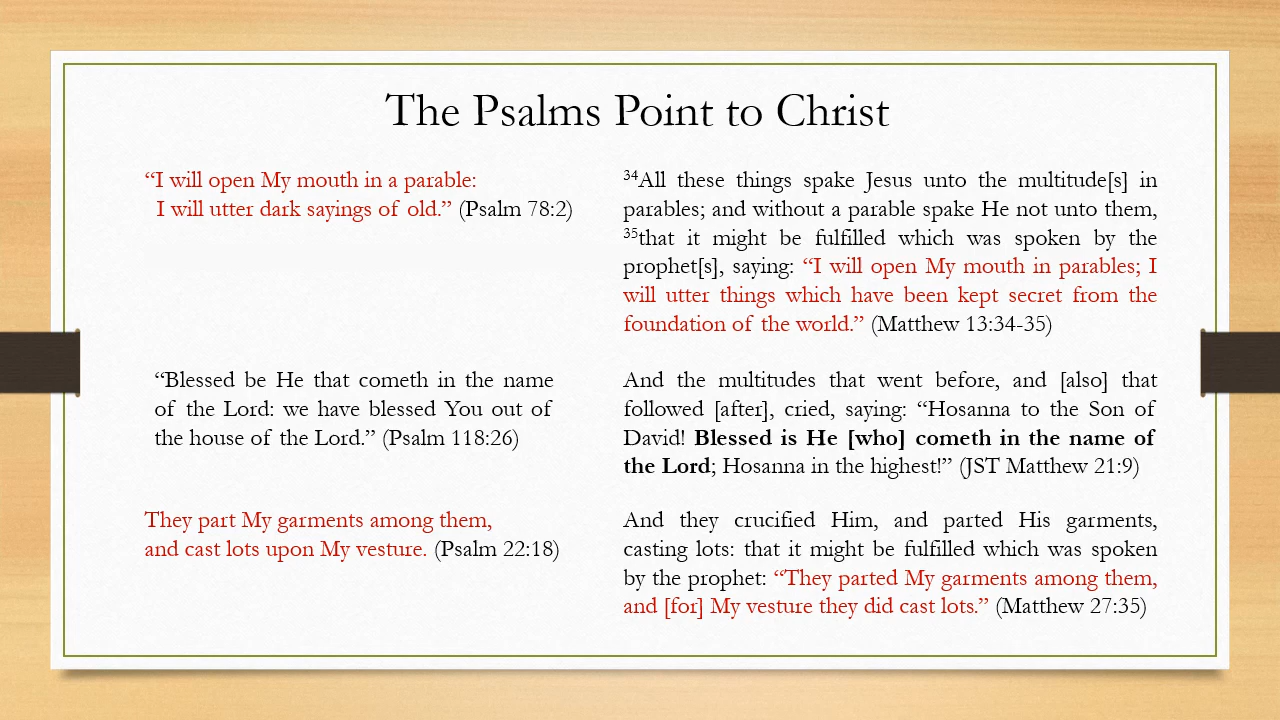 The Psalms Point to Christ
“I will open My mouth in a parable:
I will utter dark sayings of old.” (Psalm 78:2)
34All these things spake Jesus unto the multitude[s] in
parables; and without a parable spake He not unto them,
35that it might be fulfilled which was spoken by the
prophet[s], saying: “I will open My mouth in parables; I
will utter things which have been kept secret from the
foundation of the world.” (Matthew 13:34-35)
“Blessed be He that cometh in the name
of the Lord: we have blessed You out of
the house of the Lord.” (Psalm 118:26)
And the multitudes that went before, and [also] that
followed [after], cried, saying: “Hosanna to the Son of
David! Blessed is He [who] cometh in the name of
the Lord; Hosanna in the highest!” (JST Matthew 21:9)
They part My garments among them,
and cast lots upon My vesture. (Psalm 22:18)
And they crucified Him, and parted His garments,
casting lots: that it might be fulfilled which was spoken
by the prophet: “They parted My garments among them,
and [for] My vesture they did cast lots.” (Matthew 27:35)